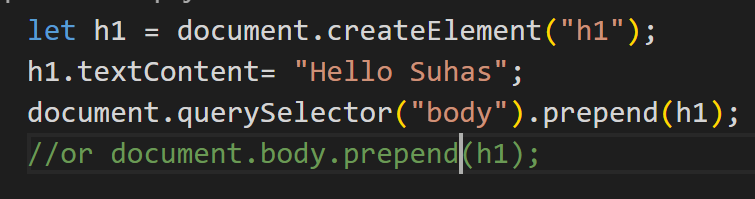 let h1 = document.createElement("h1");
h1.textContent= "Hello Suhas";
document.querySelector("body").prepend(h1);
//or document.body.prepend(h1);